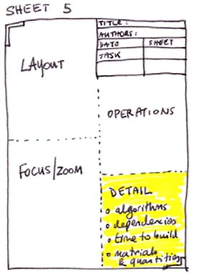 SHEET 5
TITLE:
AUTHORS:
DATE SHEET
TASK
LAYOUT
OPERATIONS
FOCUS/ZOOM
DETAIL
o algorithms
o dependencies
o time to build
o materials
& quantities